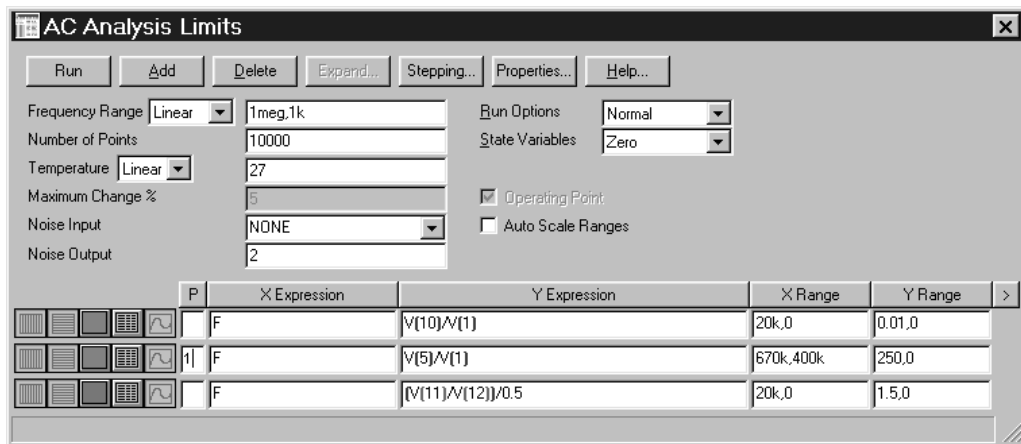 AC Analysis Limits
Run Add Delete Expand... Stepping... Properties... Help...
Frequency Range Linear 1meg,1k Run Options Normal
Number of Points 10000 State Variables Zero
Temperature Linear 27
Maximum Change % 5 Operating Point
Noise Input NONE Auto Scale Ranges
Noise Output 2
P X Expression Y Expression X Range Y Range >
F V(10)/V(1) 20k,0 0.01,0
1 F V(5)/V(1) 670k,400k 250,0
F (V(11)/V(12))/0.5 20k,0 1.5,0